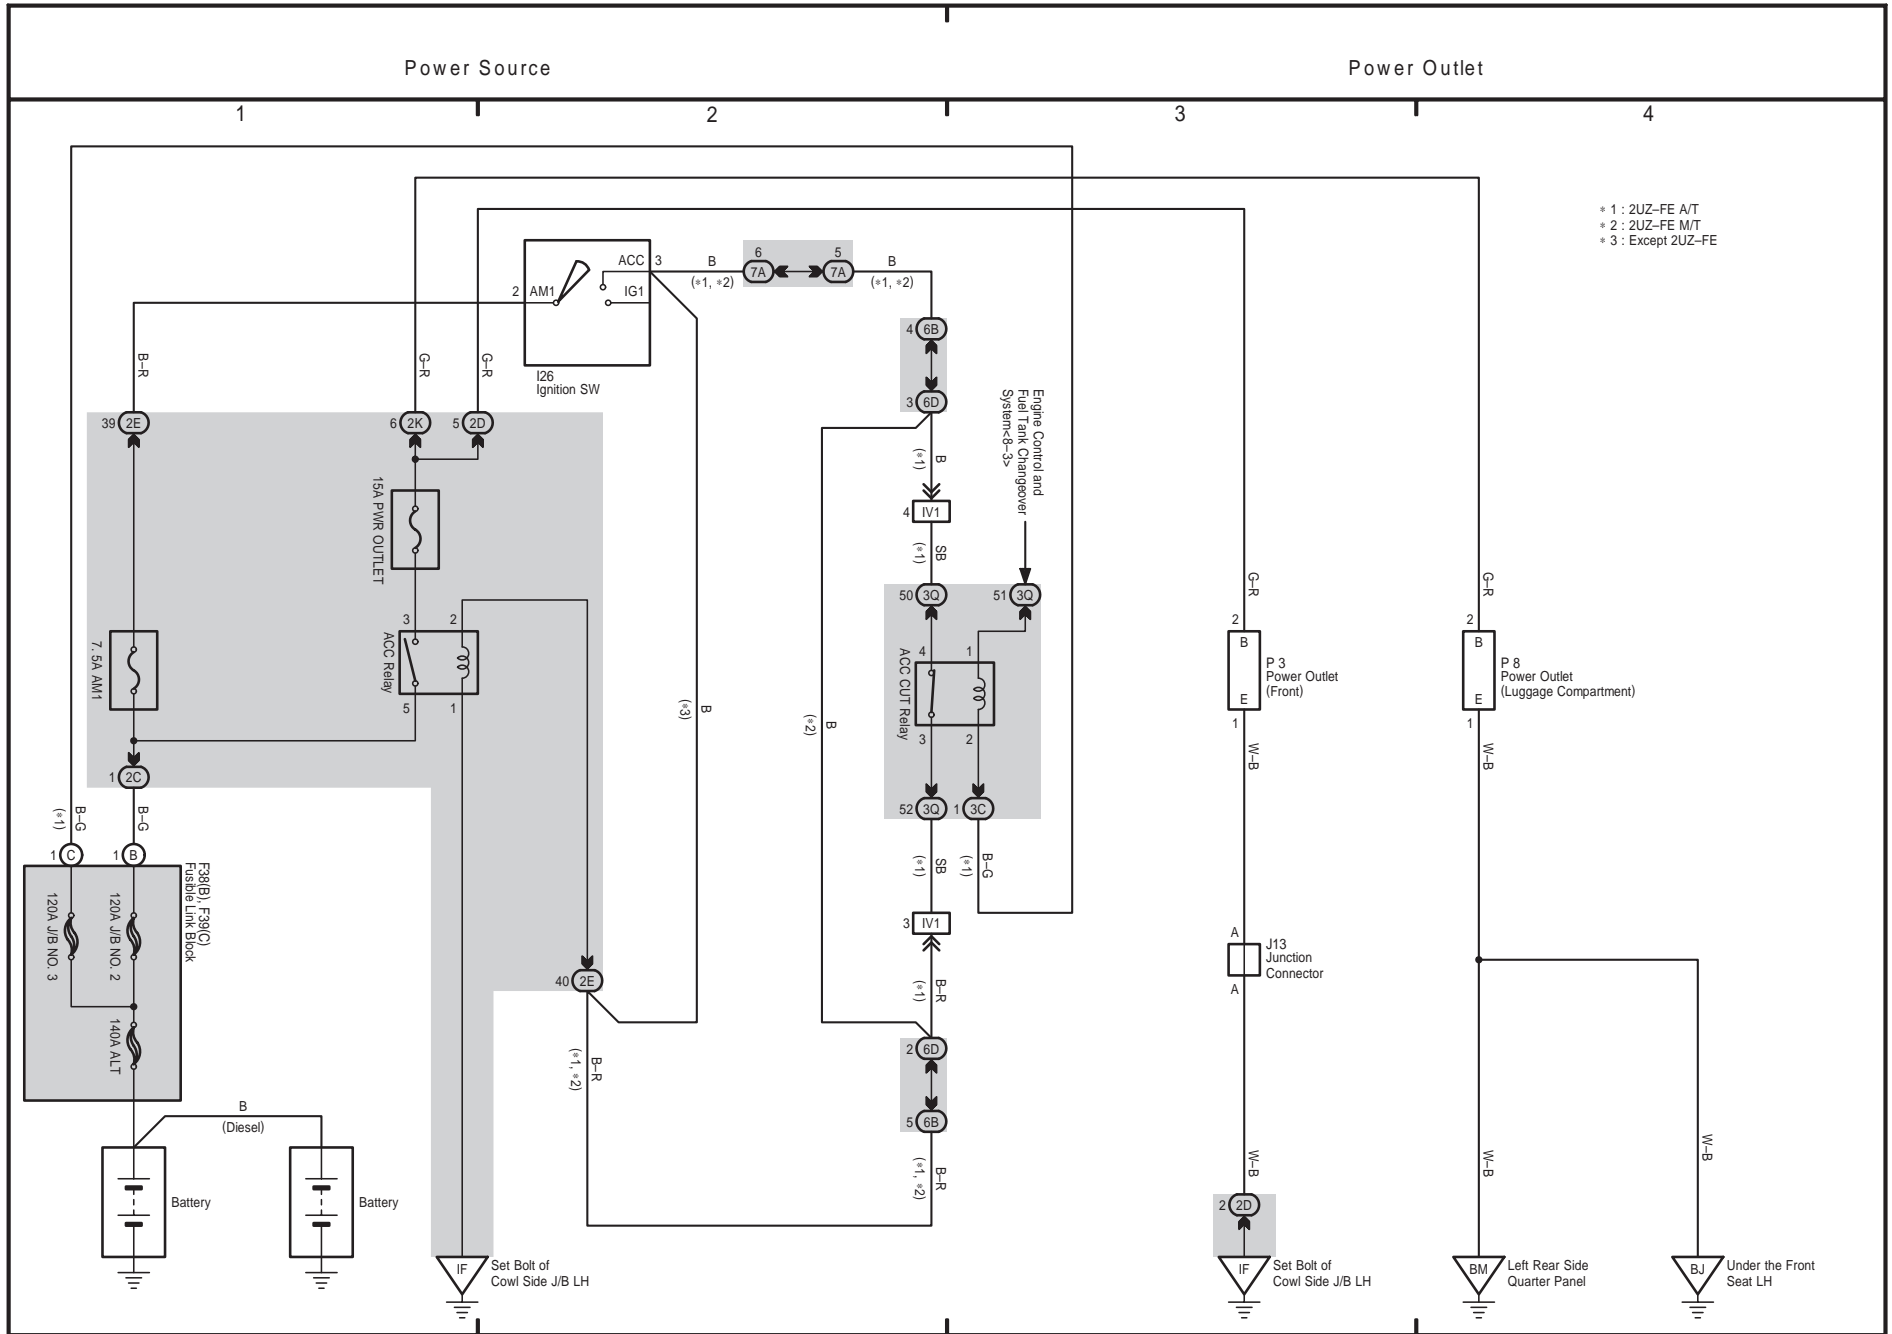 Power Source
Power Outlet
1
2
3
4
* 1 : 2UZ–FE A/T
* 2 : 2UZ–FE M/T
* 3 : Except 2UZ–FE
ACC
3
2
AM1
IG1
I26
Ignition SW
B
(*1, *2)
6
7A
5
7A
B
(*1, *2)
4
6B
3
6D
B–R
G–R
G–R
39
2E
6
2K
5
2D
15A PWR OUTLET
7. 5A AM1
3
2
ACC Relay
5
1
1
2C
B–G
(*1)
B–G
1
C
1
B
F38(B), F39(C)
Fusible Link Block
120A J/B NO. 3
120A J/B NO. 2
140A ALT
B
(Diesel)
Battery
Battery
IF
Set Bolt of
Cowl Side J/B LH
40
2E
B
(*3)
B–R
(*1, *2)
B
(*2)
B
(*1)
4
IV1
SB
(*1)
Engine Control and
Fuel Tank Changeover
System<8–3>
50
3Q
51
3Q
4
1
ACC CUT Relay
3
2
52
3Q
1
3C
SB
(*1)
B–G
(*1)
3
IV1
B–R
(*1)
2
6D
5
6B
B–R
(*1, *2)
G–R
2
B
E
1
P 3
Power Outlet
(Front)
W–B
A
J13
Junction
Connector
A
W–B
2
2D
IF
Set Bolt of
Cowl Side J/B LH
G–R
2
B
E
1
P 8
Power Outlet
(Luggage Compartment)
W–B
W–B
W–B
BM
Left Rear Side
Quarter Panel
BJ
Under the Front
Seat LH